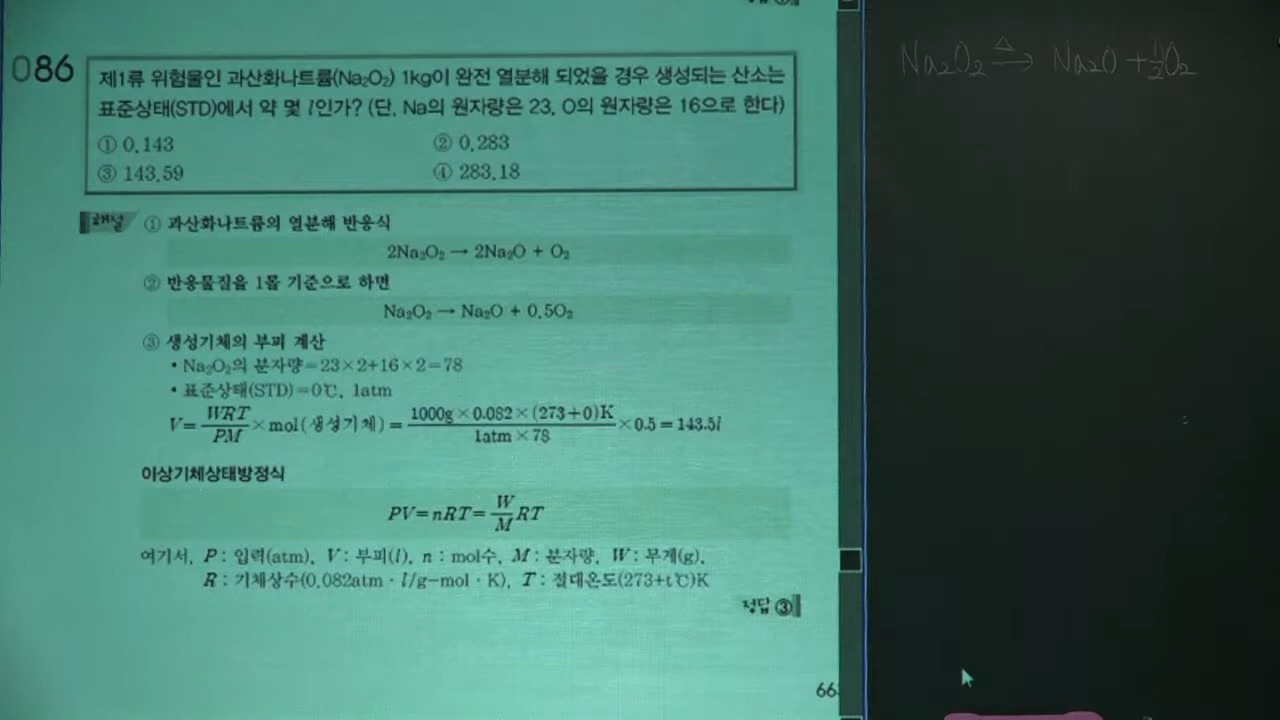 086
제1류 위험물인 과산화나트륨(Na₂O₂) 1kg이 완전 열분해 되었을 경우 생성되는 산소는
표준상태(STD)에서 약 몇 l인가? (단, Na의 원자량은 23, O의 원자량은 16으로 한다)
① 0.143 ② 0.283
③ 143.59 ④ 283.18
해설 ① 과산화나트륨의 열분해 반응식
2Na₂O₂ → 2Na₂O + O₂
② 반응물질을 1몰 기준으로 하면
Na₂O₂ → Na₂O + 0.5O₂
③ 생성기체의 부피 계산
• Na₂O₂의 분자량=23×2+16×2=78
• 표준상태(STD)=0℃, 1atm
V=WRT/PM×mol(생성기체)=1000g×0.082×(273+0)K/1atm×78×0.5=143.5l
이상기체상태방정식
PV=nRT=W/M RT
여기서, P : 압력(atm), V : 부피(l), n : mol수, M : 분자량, W : 무게(g),
R : 기체상수(0.082atm · l/g-mol · K), T : 절대온도(273+t℃)K
정답 ③
66
Na₂O₂ →△ Na₂O + 1/2O₂